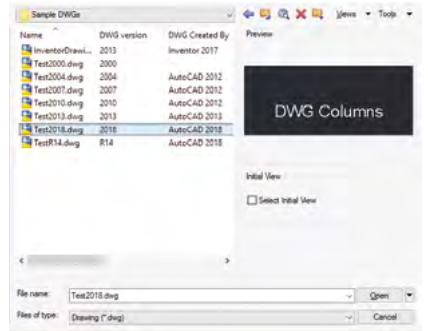 Sample DWGs Views Tools
Name DWG version DWG Created By Preview
InventorDrawi... 2013 Inventor 2017
Test2000.dwg 2000
Test2004.dwg 2004 AutoCAD 2012
Test2007.dwg 2007 AutoCAD 2012
Test2010.dwg 2010 AutoCAD 2012
Test2013.dwg 2013 AutoCAD 2013
Test2018.dwg 2018 AutoCAD 2018
TestR14.dwg R14 AutoCAD 2018
DWG Columns
Initial View
Select Initial View
File name: Test2018.dwg Open
Files of type: Drawing (*.dwg) Cancel